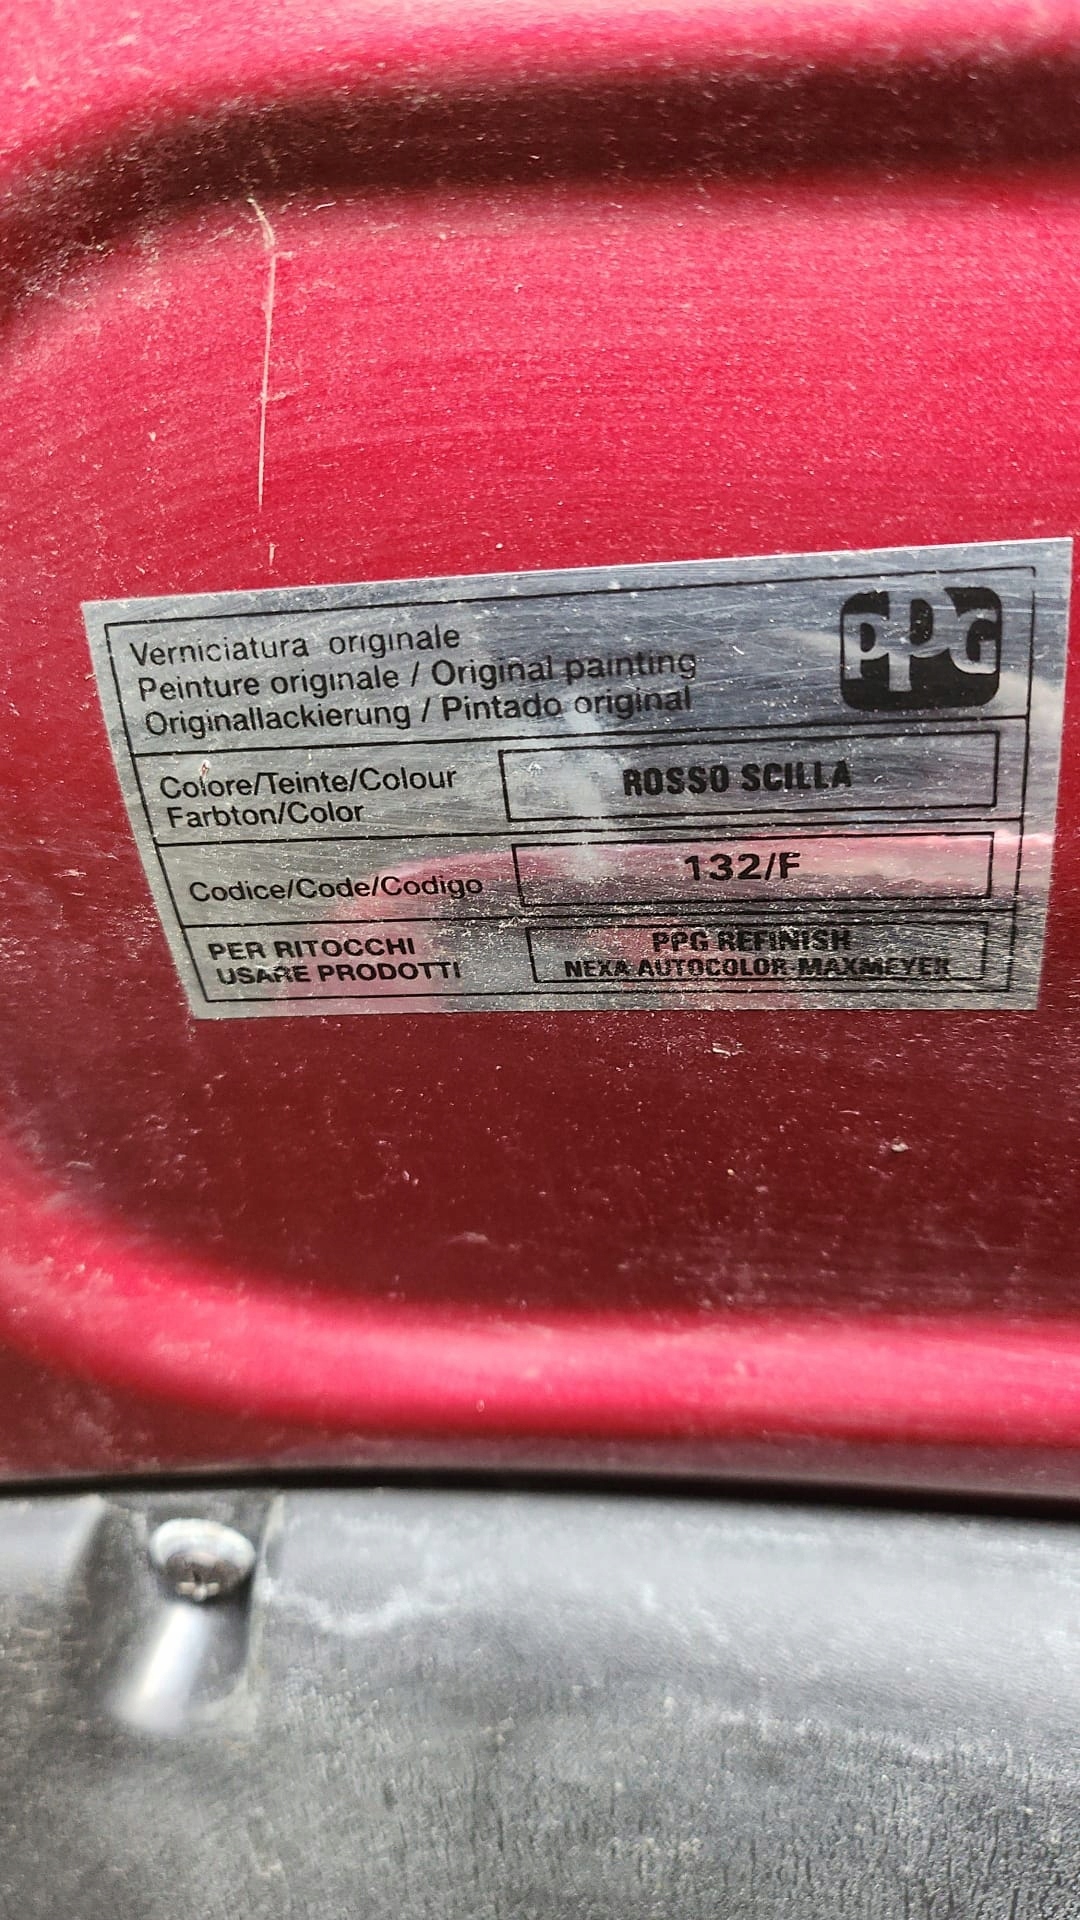 Verniciatura originale
PPG
Peinture originale / Original painting
Originallackierung / Pintado original
Colore/Teinte/Colour
Farbton/Color
ROSSO SCILLA
Codice/Code/Codigo
132/F
PER RITOCCHI
USARE PRODOTTI
PPG REFINISH
NEXA AUTOCOLOR-MAXMEYER